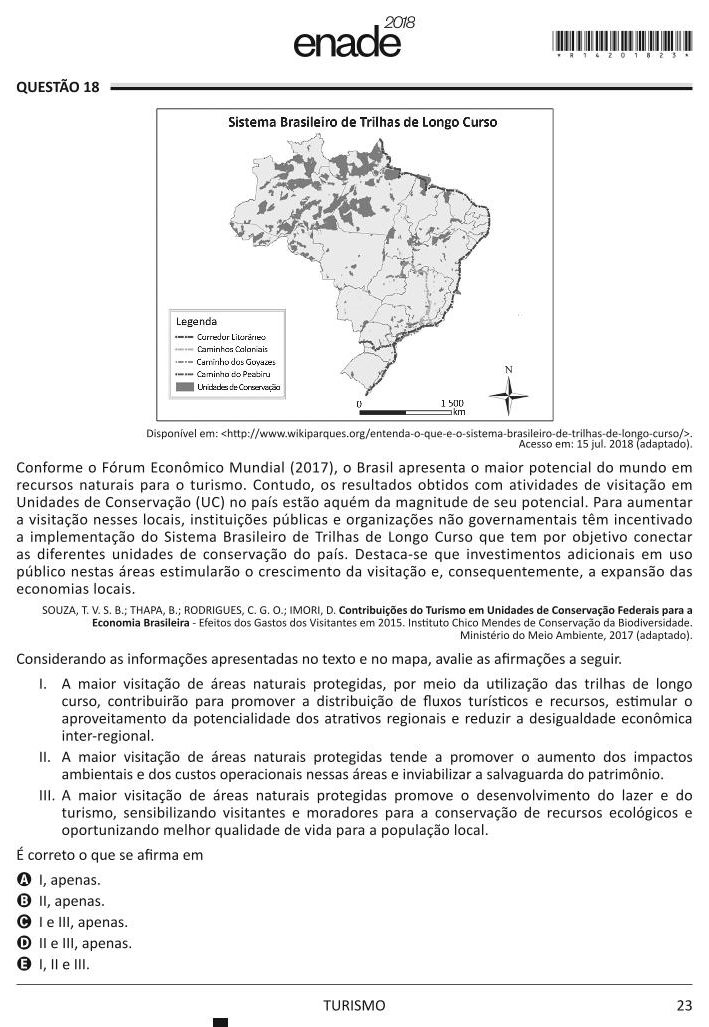 enade 2018
*R14201823*
QUESTÃO 18
Sistema Brasileiro de Trilhas de Longo Curso
Legenda
Corredor Litorâneo
Caminhos Coloniais
Caminho dos Goyazes
Caminho do Peabiru
Unidades de Conservação
N
0 1 500
km
Disponível em: <http://www.wikiparques.org/entenda-o-que-e-o-sistema-brasileiro-de-trilhas-de-longo-curso/>.
Acesso em: 15 jul. 2018 (adaptado).
Conforme o Fórum Econômico Mundial (2017), o Brasil apresenta o maior potencial do mundo em
recursos naturais para o turismo. Contudo, os resultados obtidos com atividades de visitação em
Unidades de Conservação (UC) no país estão aquém da magnitude de seu potencial. Para aumentar
a visitação nesses locais, instituições públicas e organizações não governamentais têm incentivado
a implementação do Sistema Brasileiro de Trilhas de Longo Curso que tem por objetivo conectar
as diferentes unidades de conservação do país. Destaca-se que investimentos adicionais em uso
público nestas áreas estimularão o crescimento da visitação e, consequentemente, a expansão das
economias locais.
SOUZA, T. V. S. B.; THAPA, B.; RODRIGUES, C. G. O.; IMORI, D. Contribuições do Turismo em Unidades de Conservação Federais para a
Economia Brasileira - Efeitos dos Gastos dos Visitantes em 2015. Instituto Chico Mendes de Conservação da Biodiversidade.
Ministério do Meio Ambiente, 2017 (adaptado).
Considerando as informações apresentadas no texto e no mapa, avalie as afirmações a seguir.
I. A maior visitação de áreas naturais protegidas, por meio da utilização das trilhas de longo
curso, contribuirão para promover a distribuição de fluxos turísticos e recursos, estimular o
aproveitamento da potencialidade dos atrativos regionais e reduzir a desigualdade econômica
inter-regional.
II. A maior visitação de áreas naturais protegidas tende a promover o aumento dos impactos
ambientais e dos custos operacionais nessas áreas e inviabilizar a salvaguarda do patrimônio.
III. A maior visitação de áreas naturais protegidas promove o desenvolvimento do lazer e do
turismo, sensibilizando visitantes e moradores para a conservação de recursos ecológicos e
oportunizando melhor qualidade de vida para a população local.
É correto o que se afirma em
A I, apenas.
B II, apenas.
C I e III, apenas.
D II e III, apenas.
E I, II e III.
TURISMO
23